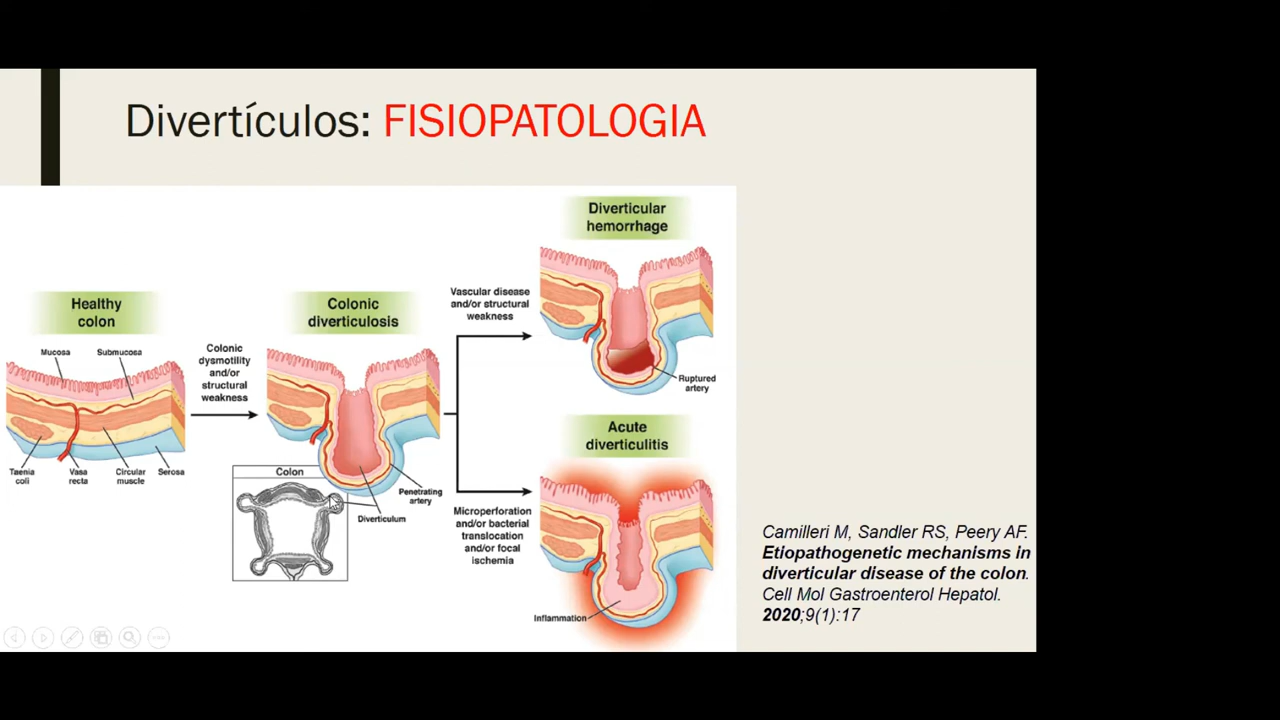 Divertículos: FISIOPATOLOGIA
Healthy
colon
Mucosa
Submucosa
Taenia
coli
Vasa
recta
Circular
muscle
Serosa
Colonic
dysmotility
and/or
structural
weakness
Colonic
diverticulosis
Colon
Penetrating
artery
Diverticulum
Vascular disease
and/or structural
weakness
Diverticular
hemorrhage
Ruptured
artery
Microperforation
and/or bacterial
translocation
and/or focal
ischemia
Acute
diverticulitis
Inflammation
Camilleri M, Sandler RS, Peery AF.
Etiopathogenetic mechanisms in
diverticular disease of the colon.
Cell Mol Gastroenterol Hepatol.
2020;9(1):17